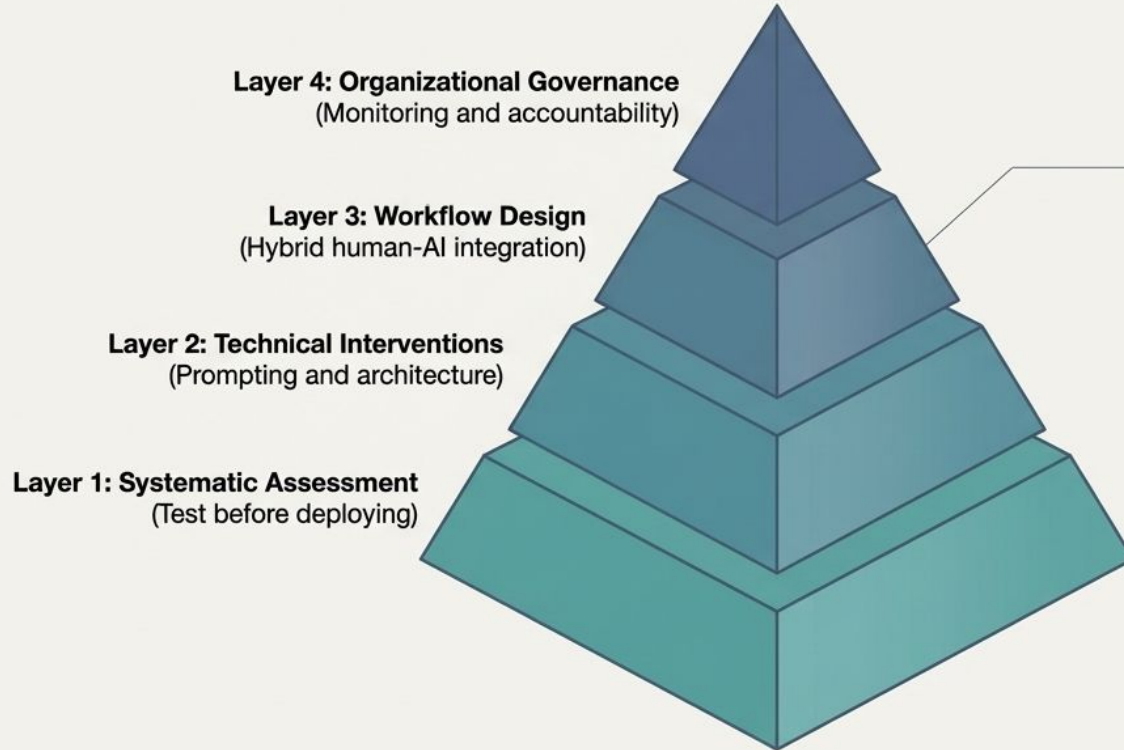 Layer 4: Organizational Governance
(Monitoring and accountability)
Layer 3: Workflow Design
(Hybrid human-AI integration)
Layer 2: Technical Interventions
(Prompting and architecture)
Layer 1: Systematic Assessment
(Test before deploying)